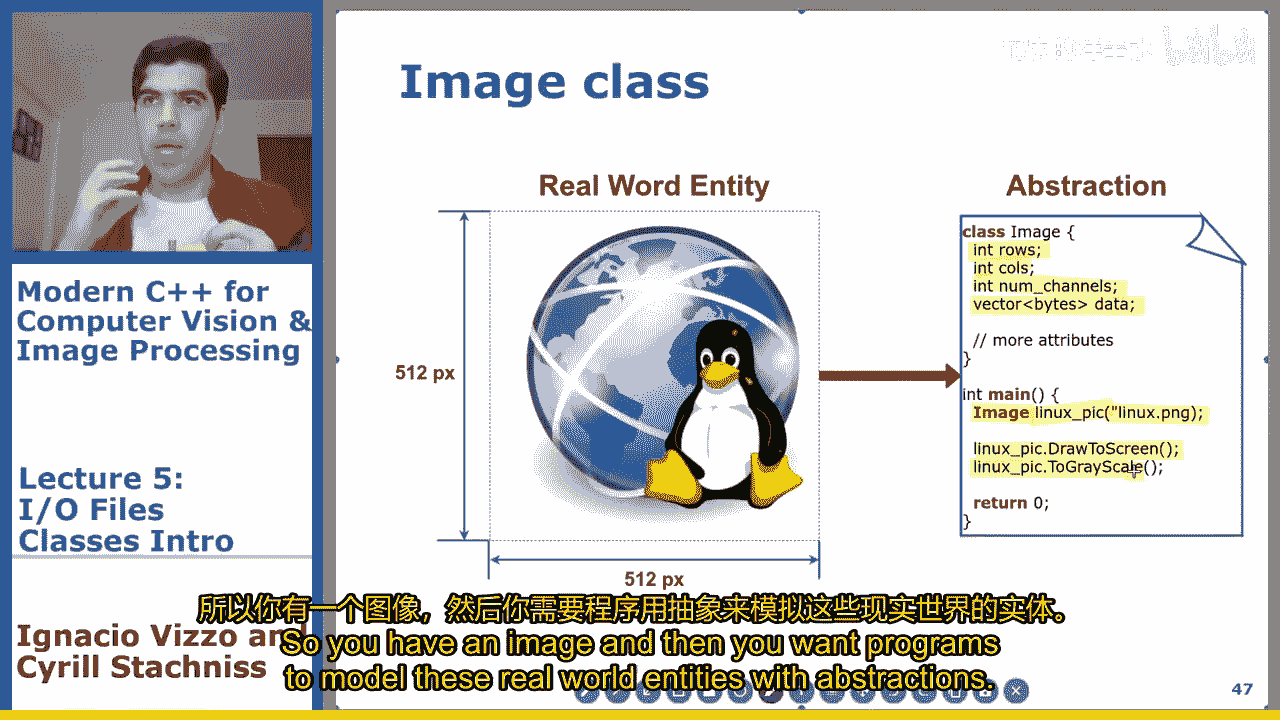 Image class
Real Word Entity
Abstraction
512 px
512 px
class Image {
int rows;
int cols;
int num_channels;
vector<bytes> data;
// more attributes
}
int main() {
Image linux_pic("linux.png);
linux_pic.DrawToScreen();
linux_pic.ToGrayScale();
return 0;
}
Modern C++ for
Computer Vision &
Image Processing
Lecture 5:
I/O Files
Classes Intro
Ignacio Vizzo and
Cyrill Stachniss
所以你有一个图像，然后你需要程序用抽象来模拟这些现实世界的实体。
So you have an image and then you want programs
to model these real world entities with abstractions.
47